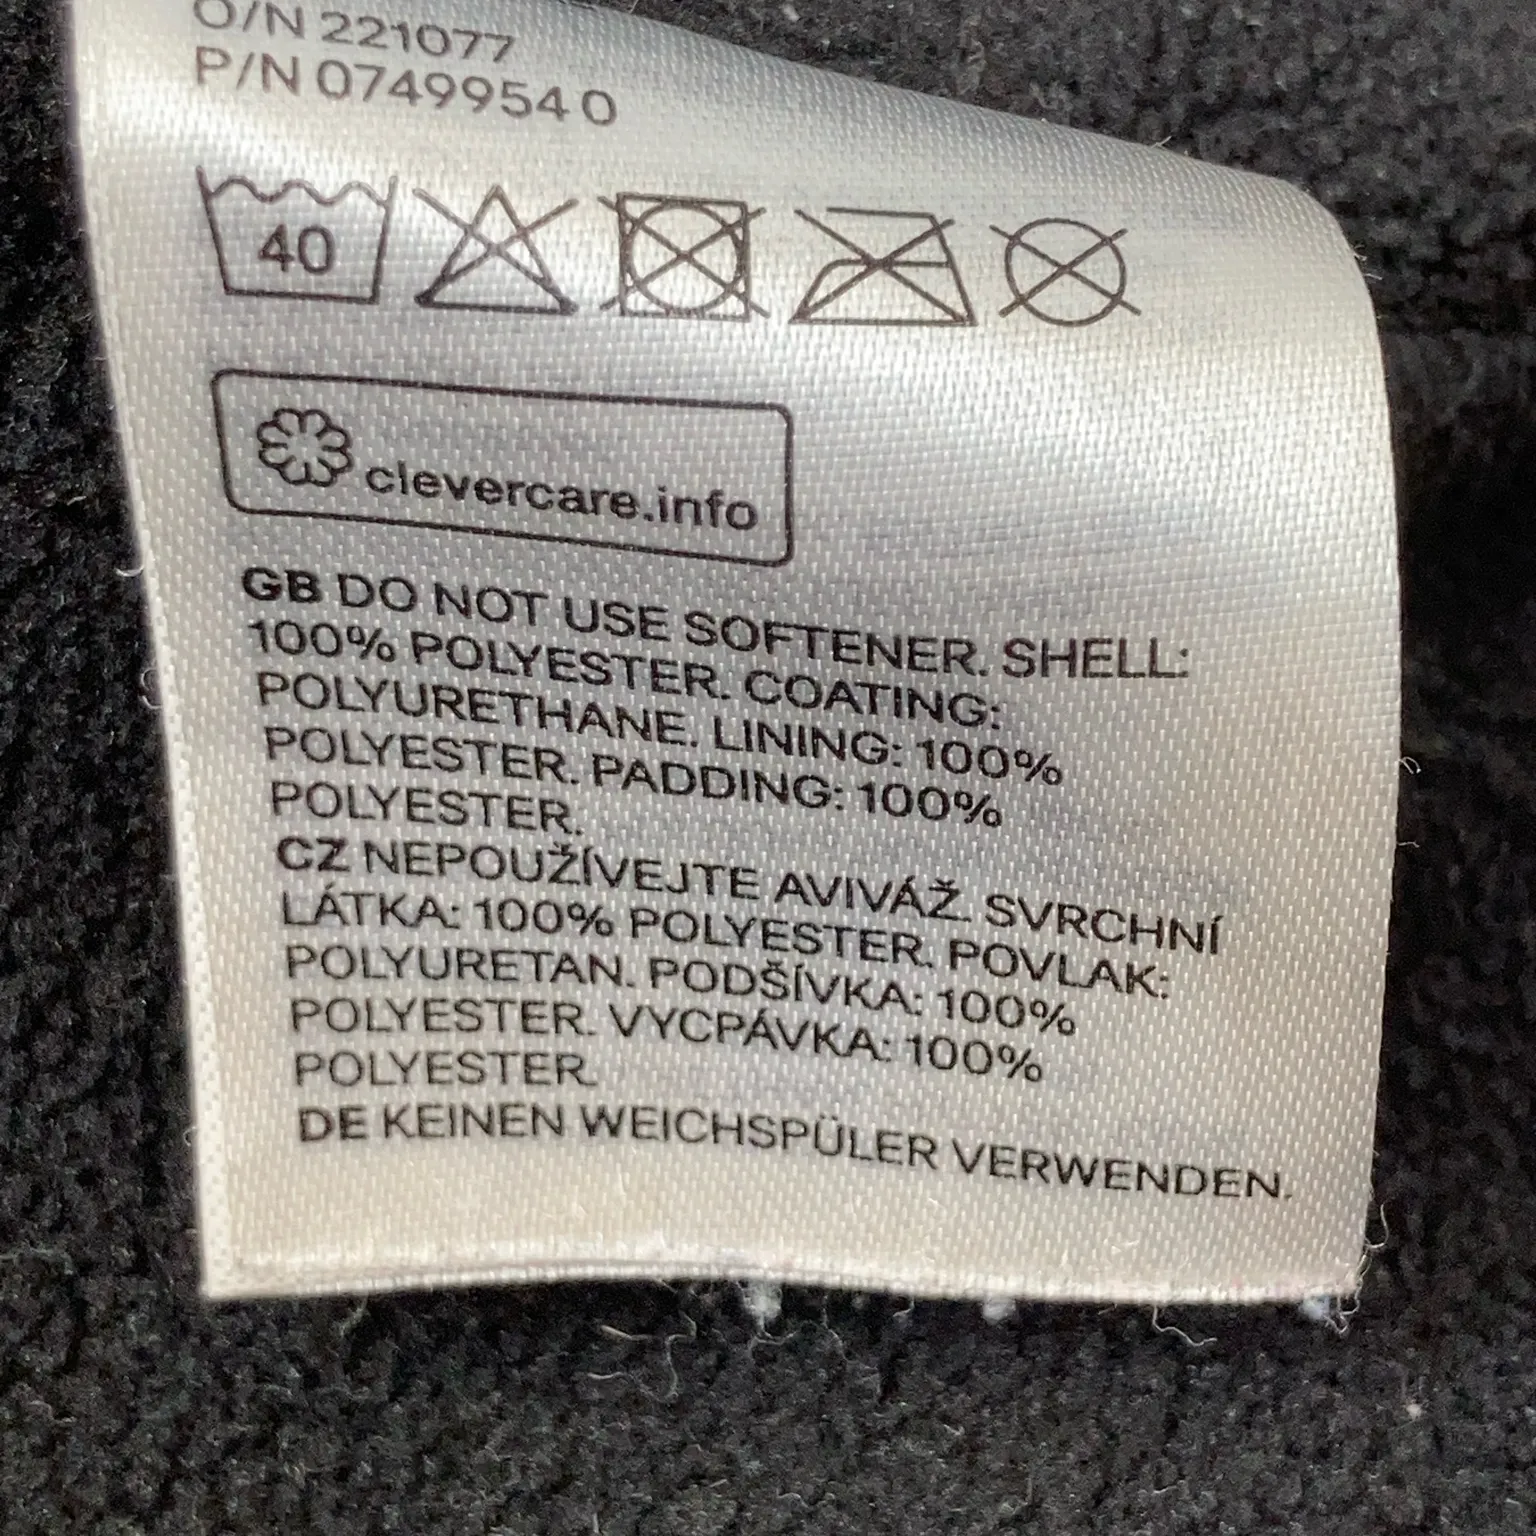 O/N 221077
P/N 0749954 0
40
clevercare.info
GB DO NOT USE SOFTENER. SHELL:
100% POLYESTER. COATING:
POLYURETHANE. LINING: 100%
POLYESTER. PADDING: 100%
POLYESTER.
CZ NEPOUŽÍVEJTE AVIVÁŽ. SVRCHNÍ
LÁTKA: 100% POLYESTER. POVLAK:
POLYURETAN. PODŠÍVKA: 100%
POLYESTER. VYCPÁVKA: 100%
POLYESTER.
DE KEINEN WEICHSPÜLER VERWENDEN.